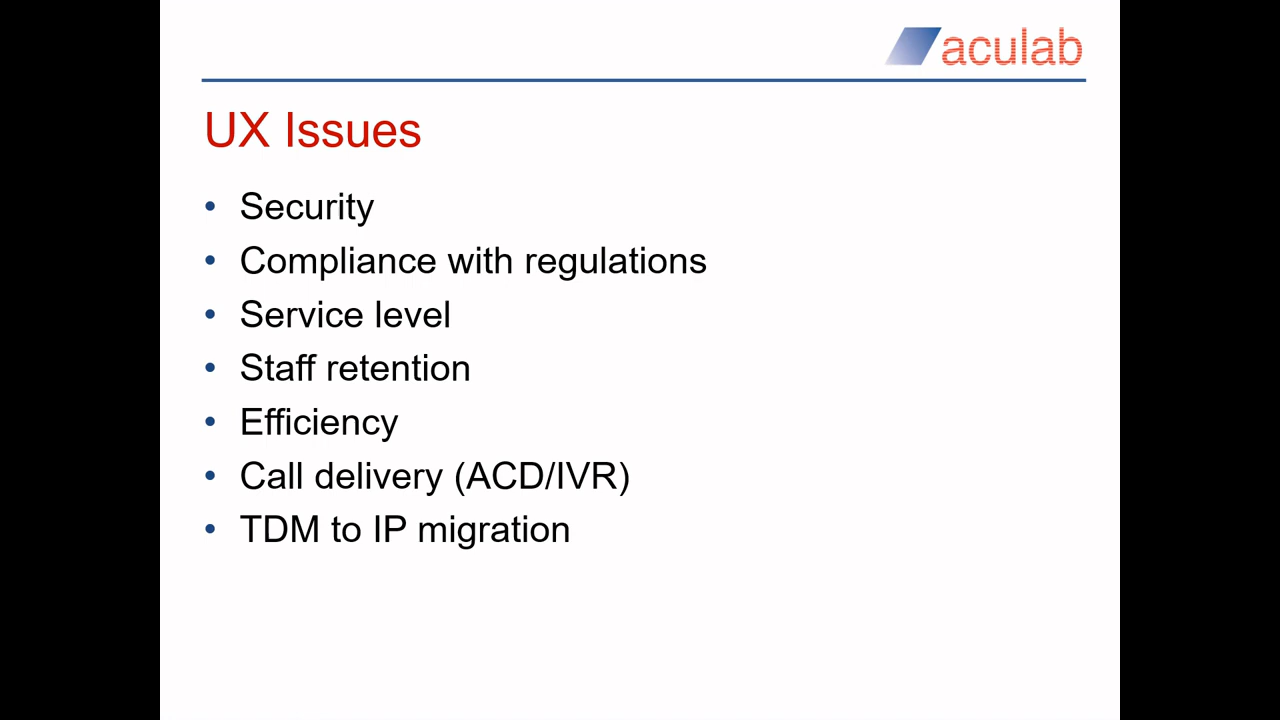 aculab
UX Issues
• Security
• Compliance with regulations
• Service level
• Staff retention
• Efficiency
• Call delivery (ACD/IVR)
• TDM to IP migration